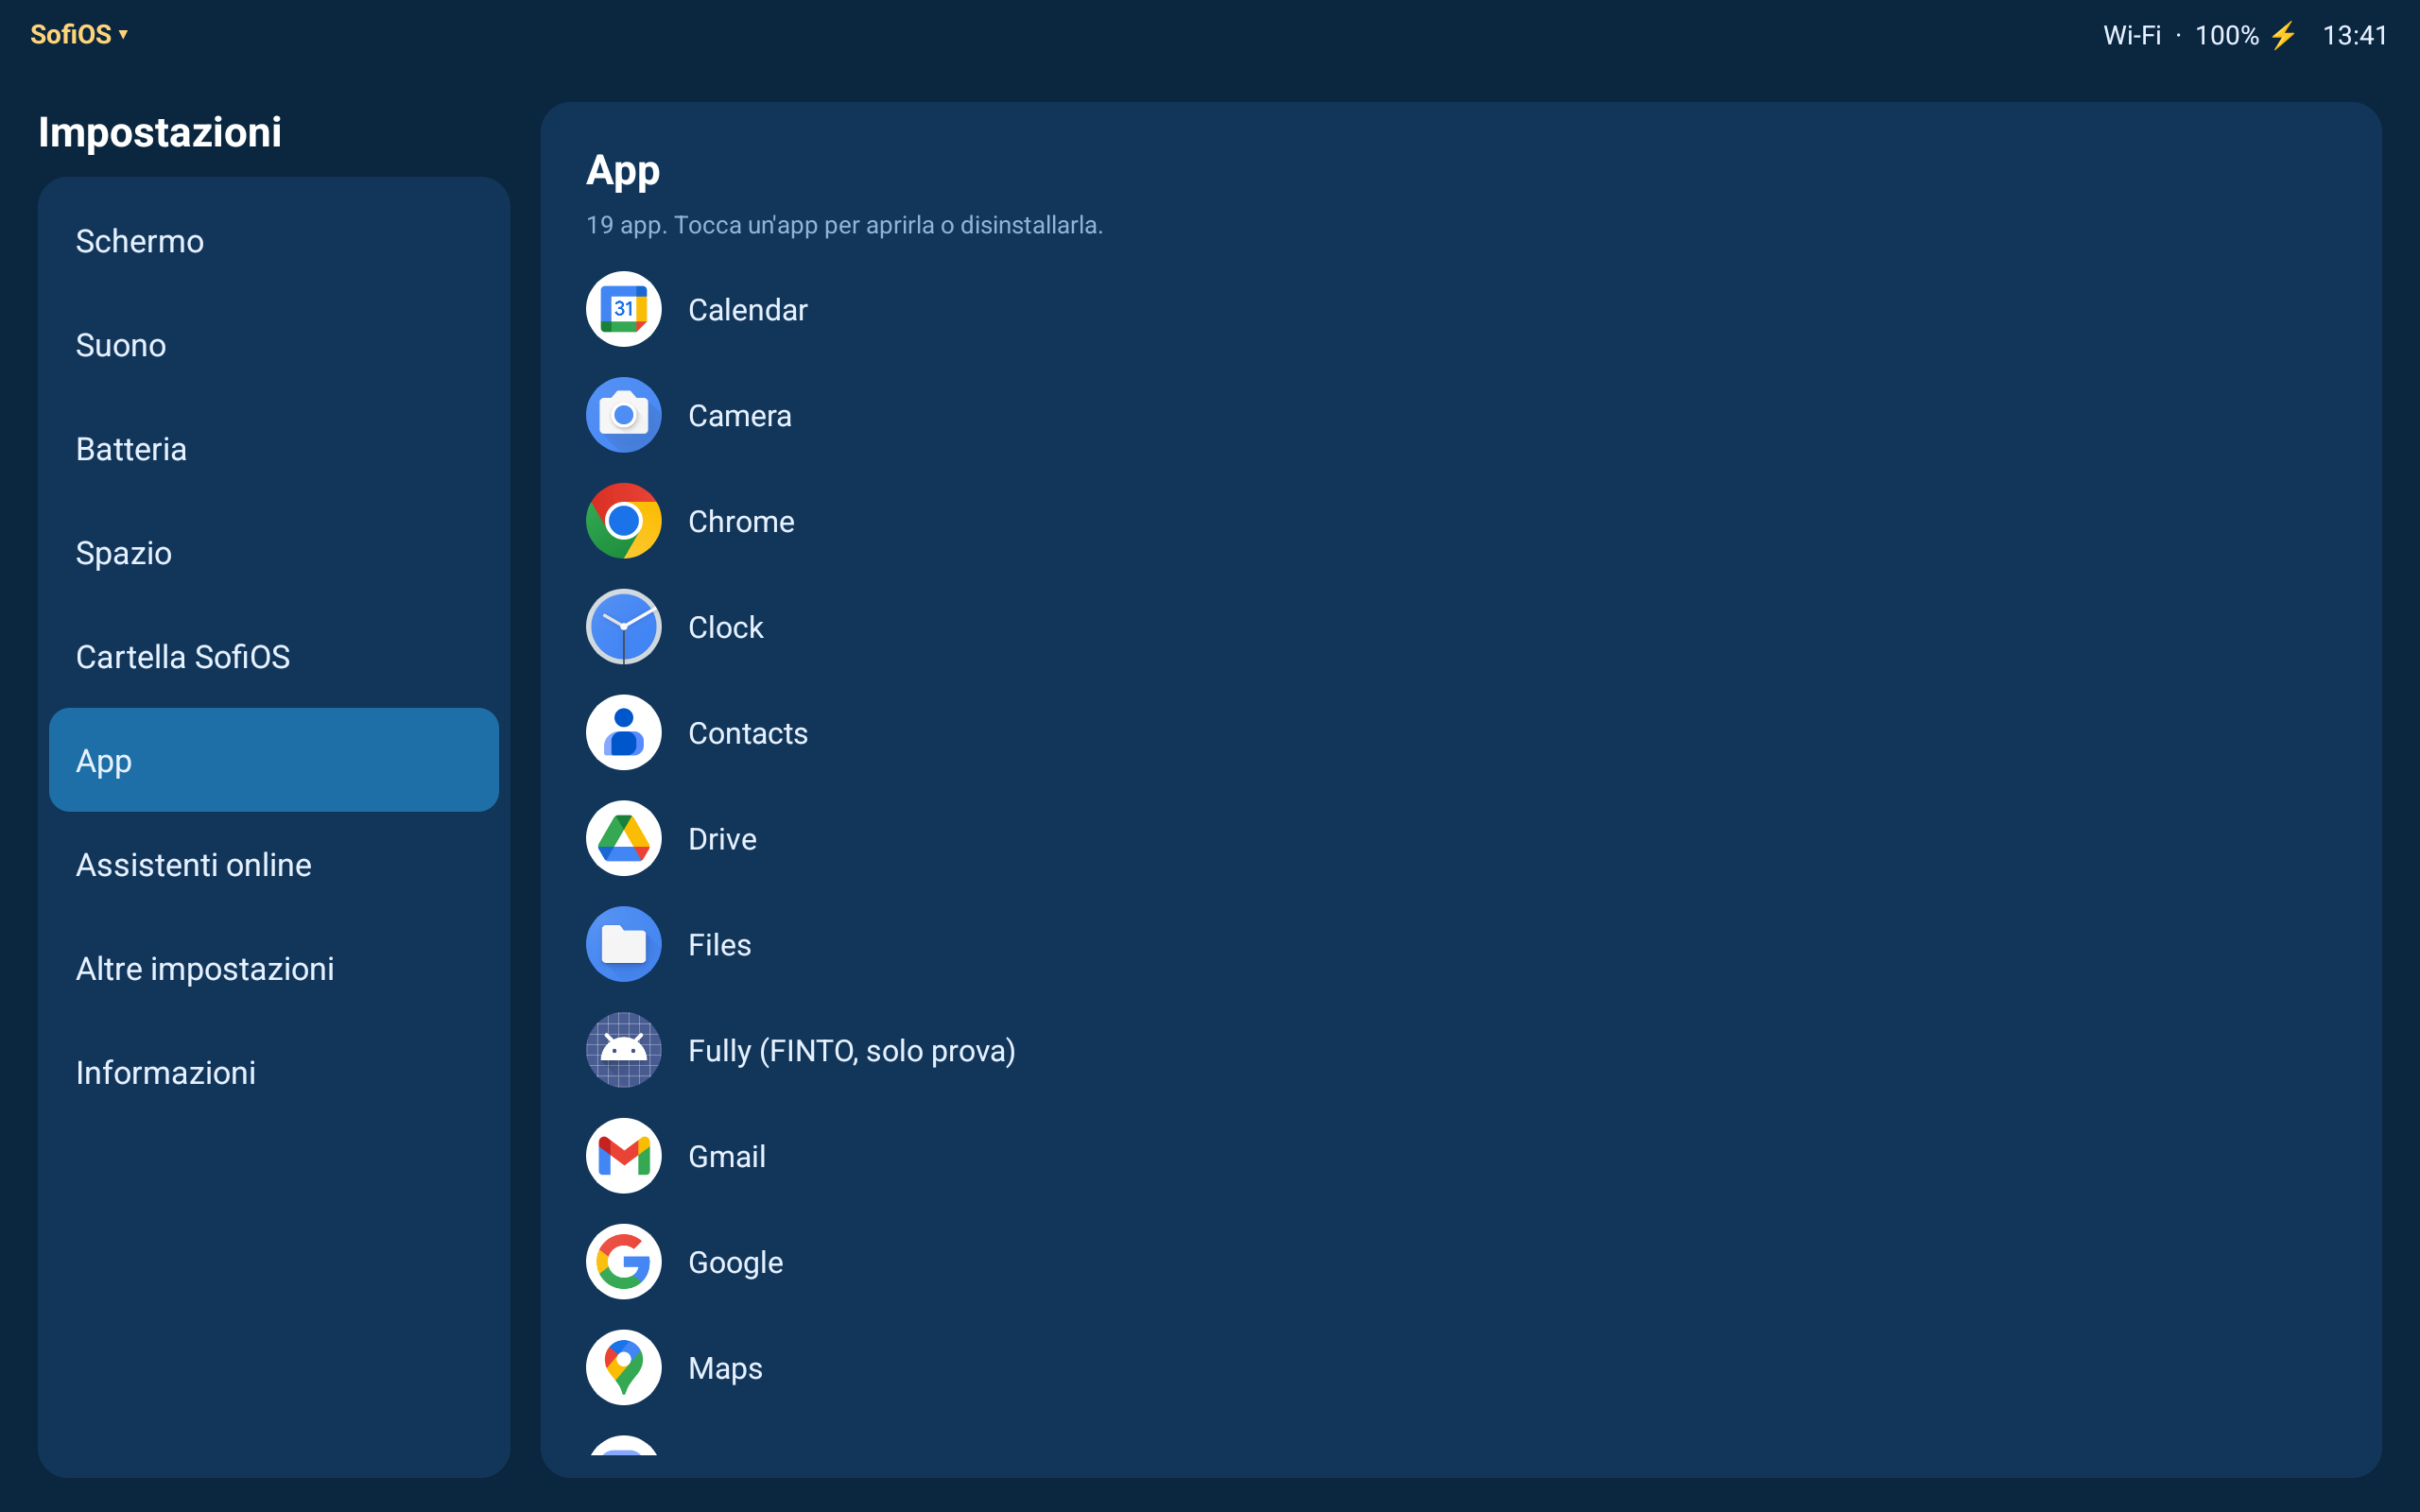 SofiOS ▾
Wi-Fi · 100% ⚡ 13:41
Impostazioni
Schermo
Suono
Batteria
Spazio
Cartella SofiOS
App
Assistenti online
Altre impostazioni
Informazioni
App
19 app. Tocca un'app per aprirla o disinstallarla.
31
Calendar
Camera
Chrome
Clock
Contacts
Drive
Files
Fully (FINTO, solo prova)
Gmail
Google
Maps